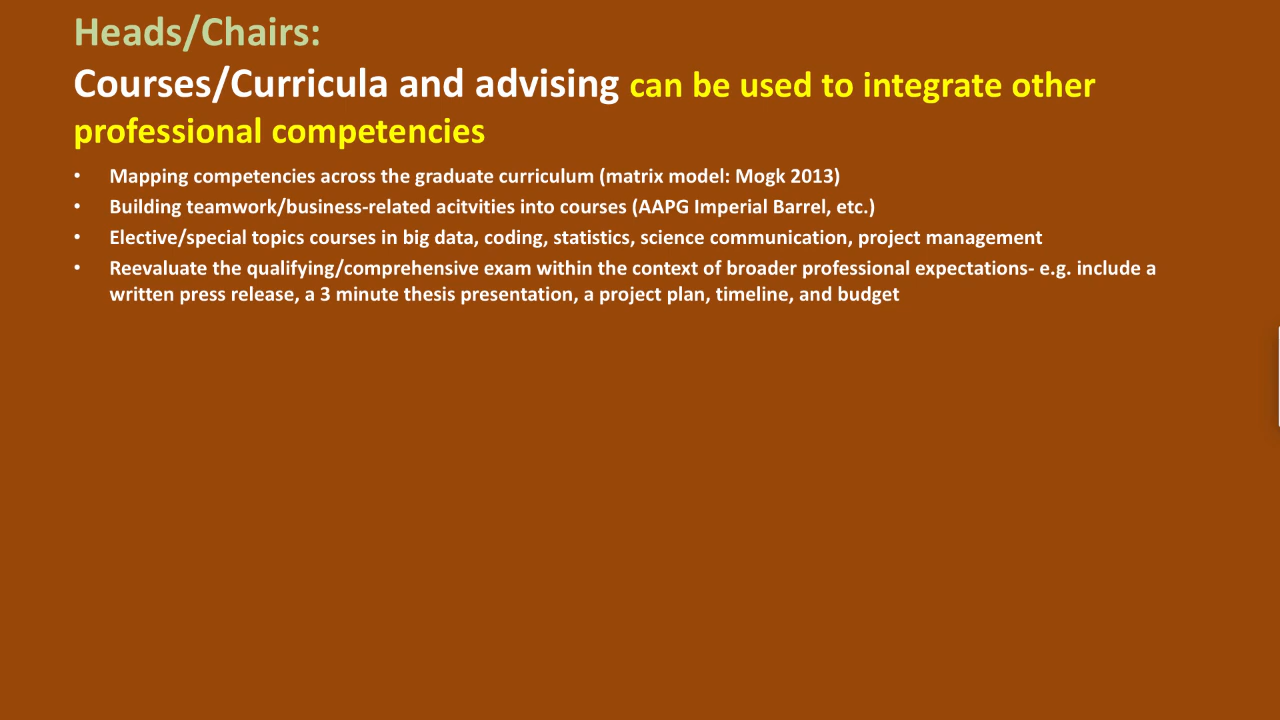 Heads/Chairs:
Courses/Curricula and advising can be used to integrate other
professional competencies
• Mapping competencies across the graduate curriculum (matrix model: Mogk 2013)
• Building teamwork/business-related acitvities into courses (AAPG Imperial Barrel, etc.)
• Elective/special topics courses in big data, coding, statistics, science communication, project management
• Reevaluate the qualifying/comprehensive exam within the context of broader professional expectations- e.g. include a
written press release, a 3 minute thesis presentation, a project plan, timeline, and budget